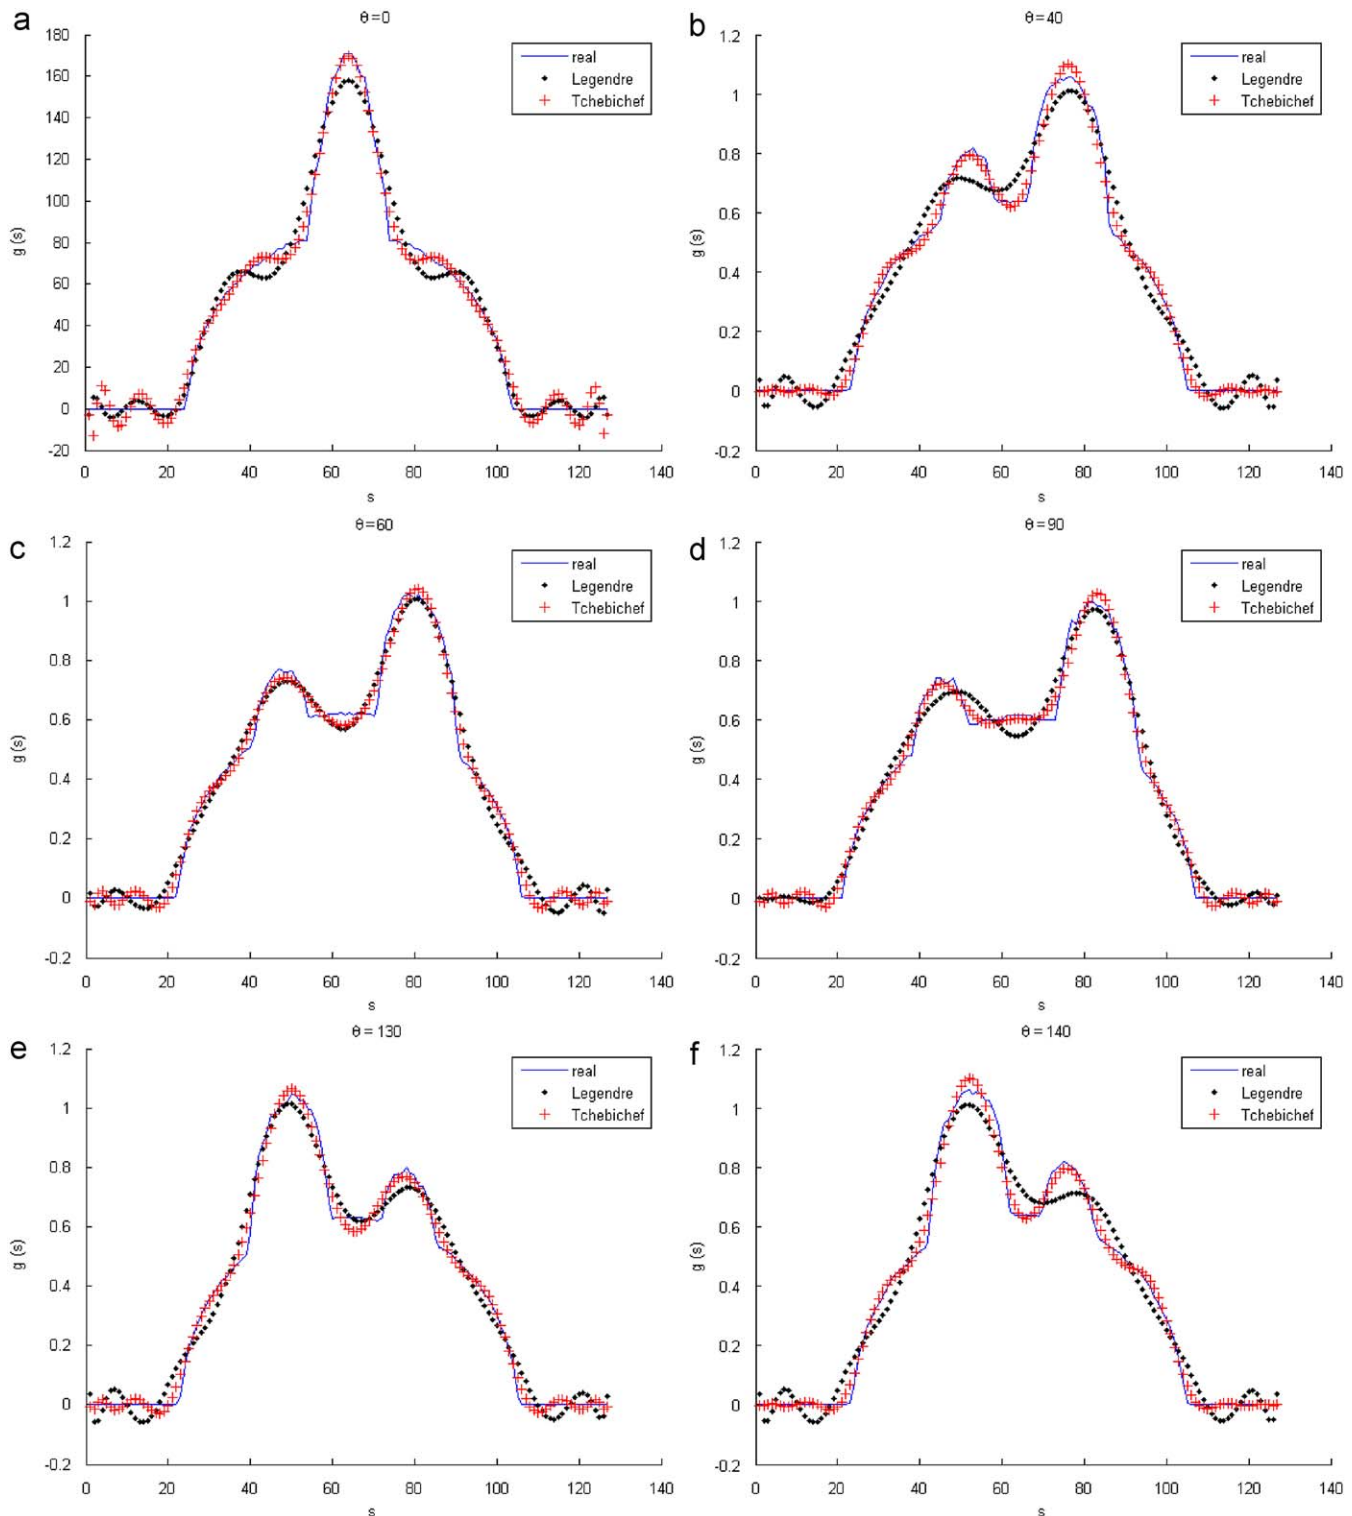 a
θ=0
180
160
140
120
100
80
60
40
20
0
-20
g (s)
0 20 40 60 80 100 120 140
s
real
Legendre
Tchebichef
b
θ=40
1.2
1
0.8
0.6
0.4
0.2
0
-0.2
g (s)
0 20 40 60 80 100 120 140
s
real
Legendre
Tchebichef
c
θ=60
1.2
1
0.8
0.6
0.4
0.2
0
-0.2
g (s)
0 20 40 60 80 100 120 140
s
real
Legendre
Tchebichef
d
θ=90
1.2
1
0.8
0.6
0.4
0.2
0
-0.2
g (s)
0 20 40 60 80 100 120 140
s
real
Legendre
Tchebichef
e
θ = 130
1.2
1
0.8
0.6
0.4
0.2
0
-0.2
g (s)
0 20 40 60 80 100 120 140
s
real
Legendre
Tchebichef
f
θ = 140
1.2
1
0.8
0.6
0.4
0.2
0
-0.2
g (s)
0 20 40 60 80 100 120 140
s
real
Legendre
Tchebichef